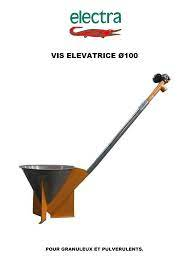 electra
VIS ELEVATRICE Ø100
POUR GRANULEUX ET PULVERULENTS.